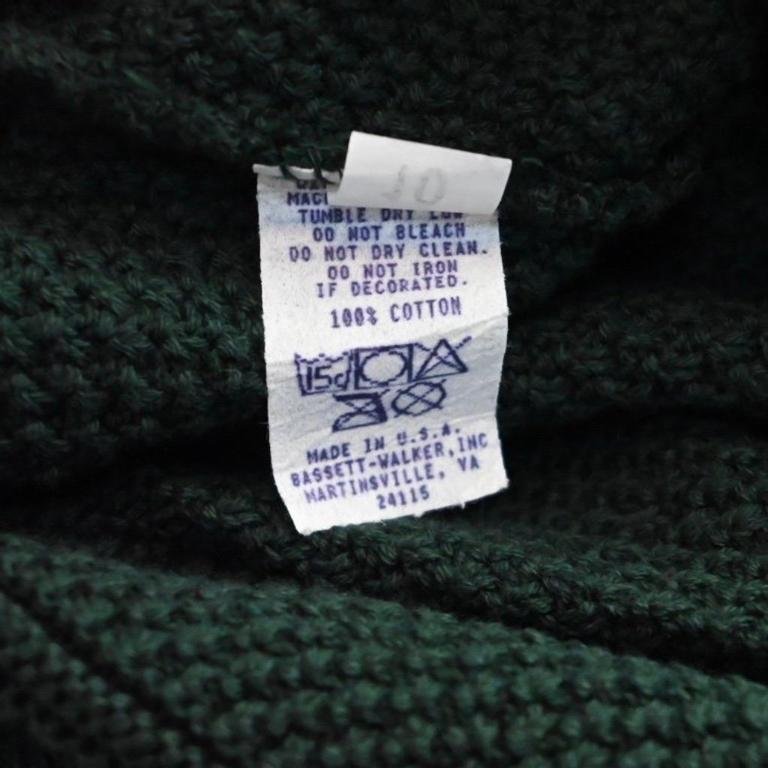 10
TUMBLE DRY LOW
DO NOT BLEACH
DO NOT DRY CLEAN.
DO NOT IRON
IF DECORATED.
100% COTTON
MADE IN U.S.A.
BASSETT-WALKER,INC
MARTINSVILLE, VA
24115